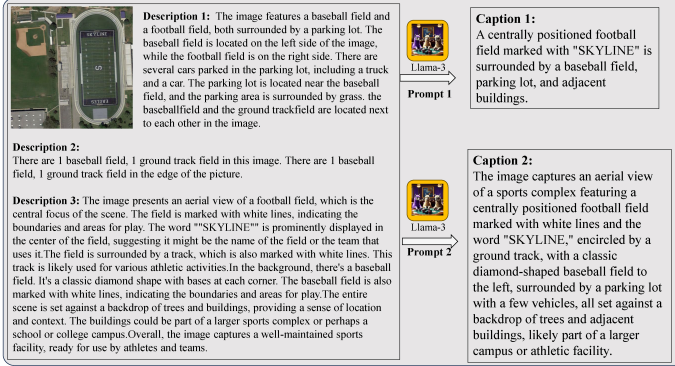 Description 1: The image features a baseball field and
a football field, both surrounded by a parking lot. The
baseball field is located on the left side of the image,
while the football field is on the right side. There are
several cars parked in the parking lot, including a truck
and a car. The parking lot is located near the baseball
field, and the parking area is surrounded by grass. the
baseballfield and the ground trackfield are located next
to each other in the image.
SKYLINE
S
Description 2:
There are 1 baseball field, 1 ground track field in this image. There are 1 baseball
field, 1 ground track field in the edge of the picture.
Description 3: The image presents an aerial view of a football field, which is the
central focus of the scene. The field is marked with white lines, indicating the
boundaries and areas for play. The word ""SKYLINE"" is prominently displayed in
the center of the field, suggesting it might be the name of the field or the team that
uses it.The field is surrounded by a track, which is also marked with white lines. This
track is likely used for various athletic activities.In the background, there's a baseball
field. It's a classic diamond shape with bases at each corner. The baseball field is also
marked with white lines, indicating the boundaries and areas for play.The entire
scene is set against a backdrop of trees and buildings, providing a sense of location
and context. The buildings could be part of a larger sports complex or perhaps a
school or college campus.Overall, the image captures a well-maintained sports
facility, ready for use by athletes and teams.
Llama-3
Prompt 1
Caption 1:
A centrally positioned football
field marked with "SKYLINE" is
surrounded by a baseball field,
parking lot, and adjacent
buildings.
Llama-3
Prompt 2
Caption 2:
The image captures an aerial view
of a sports complex featuring a
centrally positioned football field
marked with white lines and the
word "SKYLINE," encircled by a
ground track, with a classic
diamond-shaped baseball field to
the left, surrounded by a parking lot
with a few vehicles, all set against a
backdrop of trees and adjacent
buildings, likely part of a larger
campus or athletic facility.